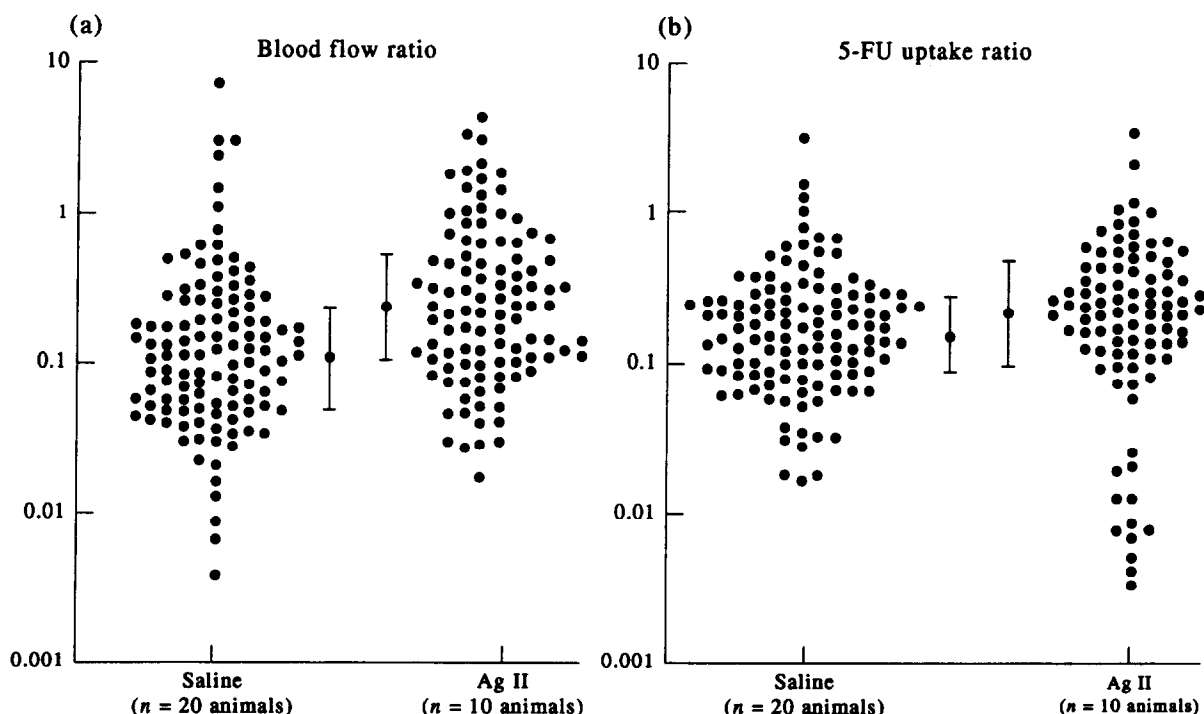 (a)
Blood flow ratio
10
1
0.1
0.01
0.001
Saline
(n = 20 animals)
Ag II
(n = 10 animals)
(b)
5-FU uptake ratio
10
1
0.1
0.01
0.001
Saline
(n = 20 animals)
Ag II
(n = 10 animals)